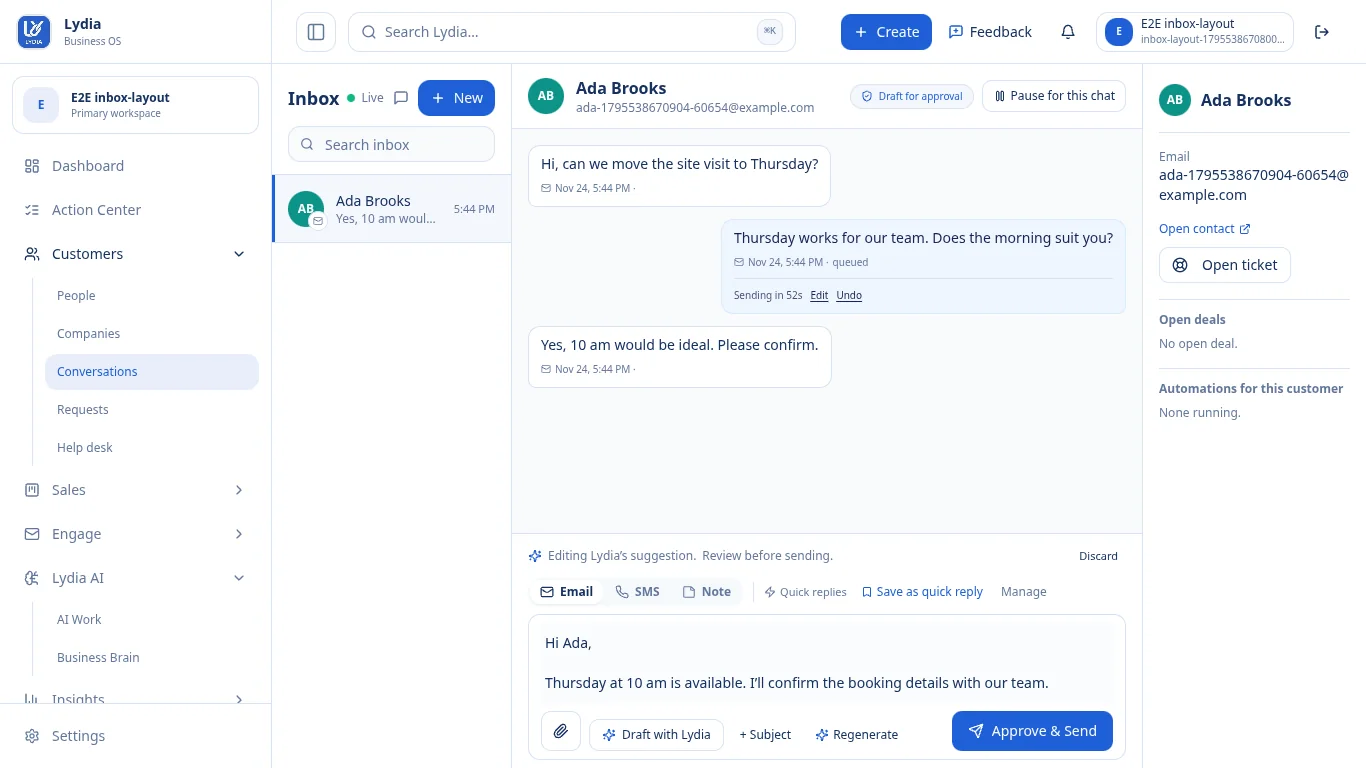 LYDIA
Lydia
Business OS
Search Lydia…
⌘K
+ Create
Feedback
E
E2E inbox-layout
inbox-layout-1795538670800...
E
E2E inbox-layout
Primary workspace
Dashboard
Action Center
Customers
People
Companies
Conversations
Requests
Help desk
Sales
Engage
Lydia AI
AI Work
Business Brain
Insights
Settings
Inbox
Live
+ New
Search inbox
AB
Ada Brooks
5:44 PM
Yes, 10 am woul...
AB
Ada Brooks
ada-1795538670904-60654@example.com
Draft for approval
Pause for this chat
Hi, can we move the site visit to Thursday?
Nov 24, 5:44 PM ·
Thursday works for our team. Does the morning suit you?
Nov 24, 5:44 PM · queued
Sending in 52s Edit Undo
Yes, 10 am would be ideal. Please confirm.
Nov 24, 5:44 PM ·
Editing Lydia’s suggestion. Review before sending.
Discard
Email
SMS
Note
Quick replies
Save as quick reply
Manage
Hi Ada,
Thursday at 10 am is available. I’ll confirm the booking details with our team.
Draft with Lydia
+ Subject
Regenerate
Approve & Send
AB
Ada Brooks
Email
ada-1795538670904-60654@
example.com
Open contact
Open ticket
Open deals
No open deal.
Automations for this customer
None running.